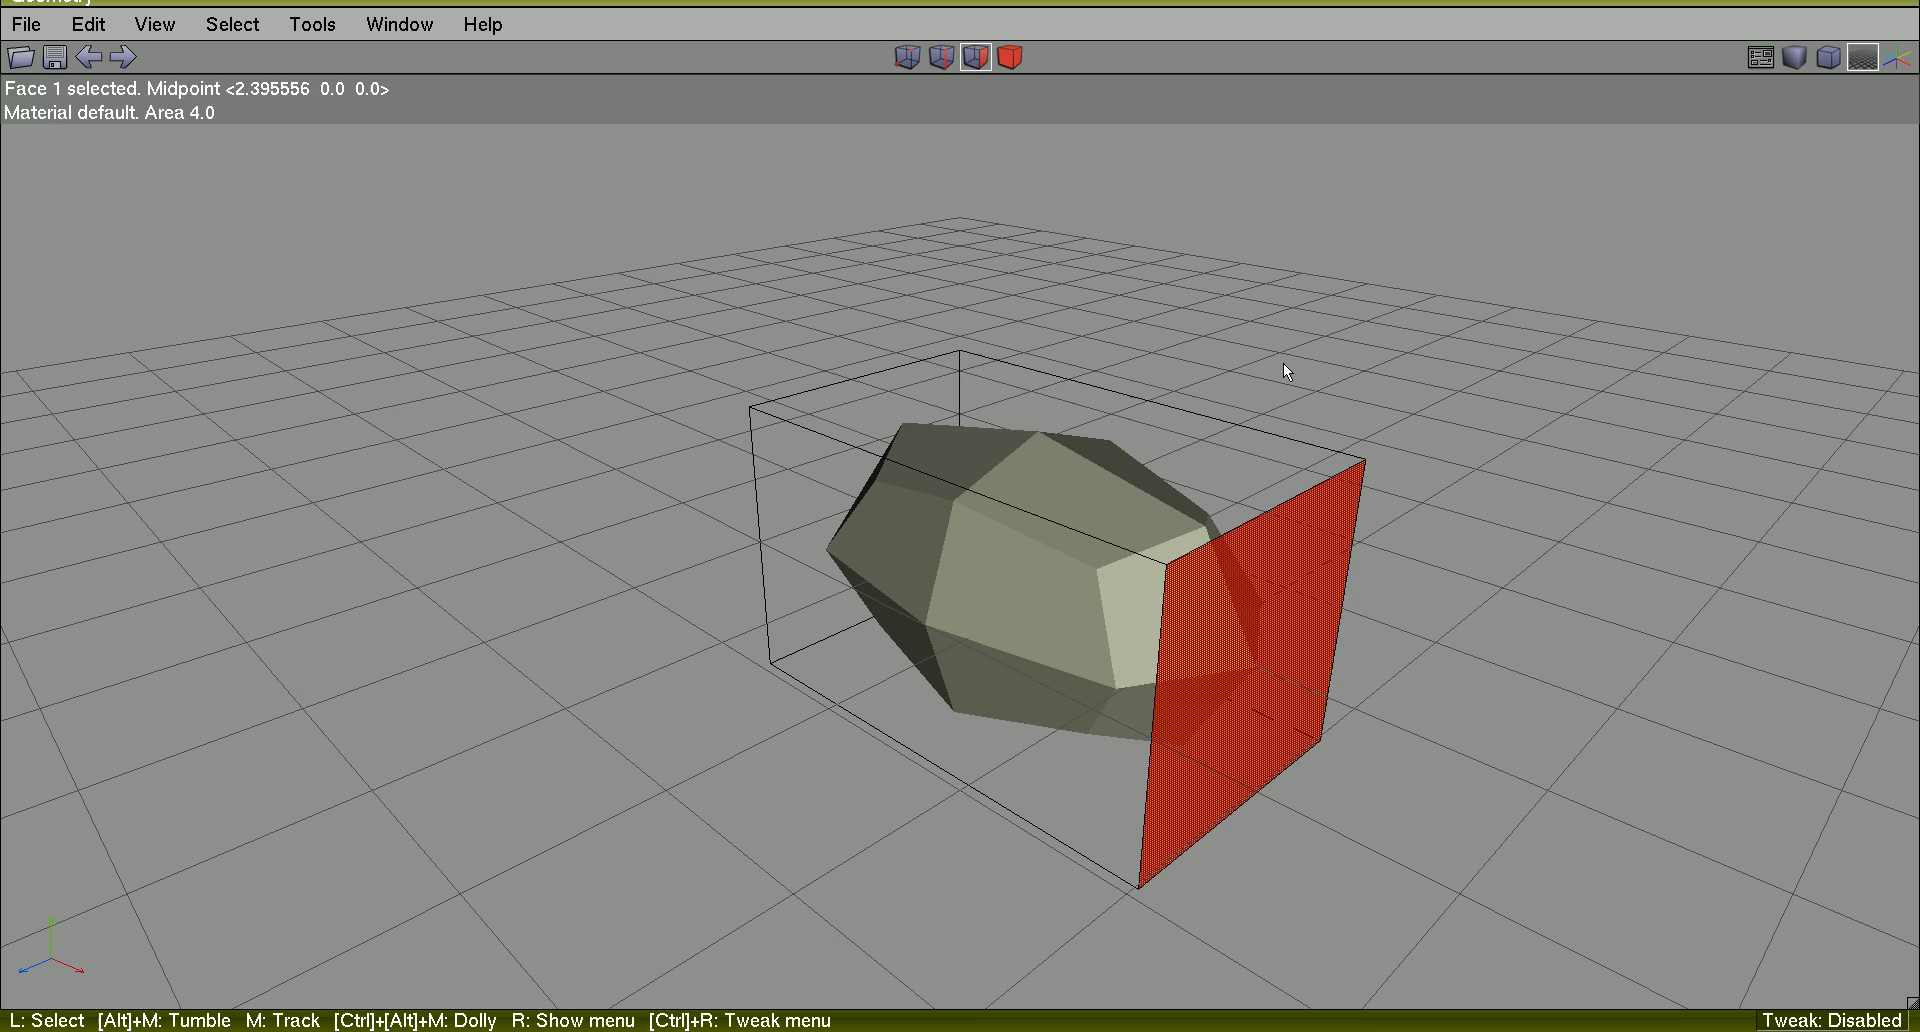 Geometry
File Edit View Select Tools Window Help
Face 1 selected. Midpoint <2.395556 0.0 0.0>
Material default. Area 4.0
L: Select [Alt]+M: Tumble M: Track [Ctrl]+[Alt]+M: Dolly R: Show menu [Ctrl]+R: Tweak menu
Tweak: Disabled